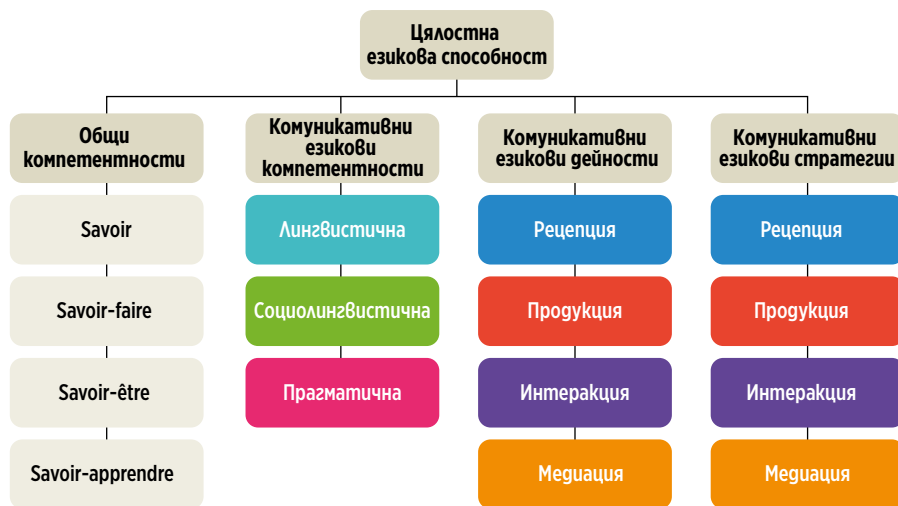 Цялостна
езикова способност
Общи
компетентности
Комуникативни
езикови
компетентности
Комуникативни
езикови дейности
Комуникативни
езикови стратегии
Savoir
Лингвистична
Рецепция
Рецепция
Savoir-faire
Социолингвистична
Продукция
Продукция
Savoir-être
Прагматична
Интеракция
Интеракция
Savoir-apprendre
Медиация
Медиация